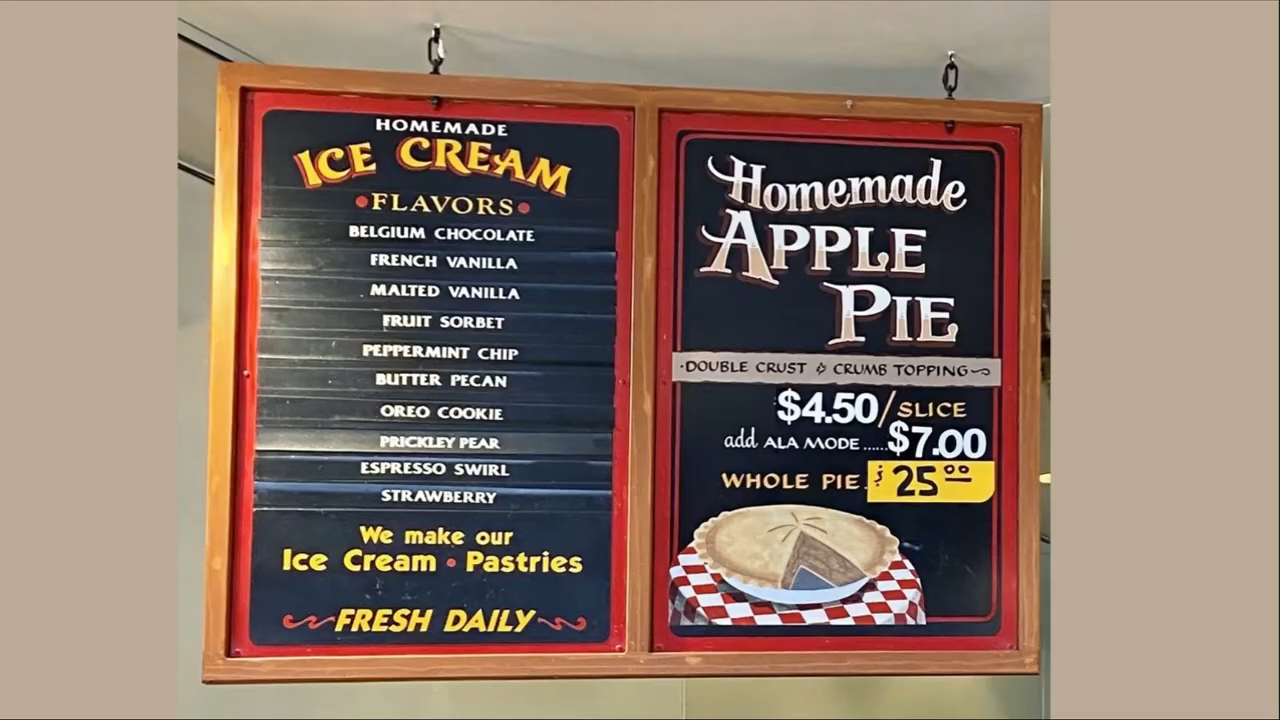 HOMEMADE
ICE CREAM
•FLAVORS•
BELGIUM CHOCOLATE
FRENCH VANILLA
MALTED VANILLA
FRUIT SORBET
PEPPERMINT CHIP
BUTTER PECAN
OREO COOKIE
PRICKLEY PEAR
ESPRESSO SWIRL
STRAWBERRY
We make our
Ice Cream • Pastries
FRESH DAILY
Homemade
APPLE
PIE
·DOUBLE CRUST & CRUMB TOPPING~
$4.50/SLICE
add ALA MODE ......$7.00
WHOLE PIE. $25.00